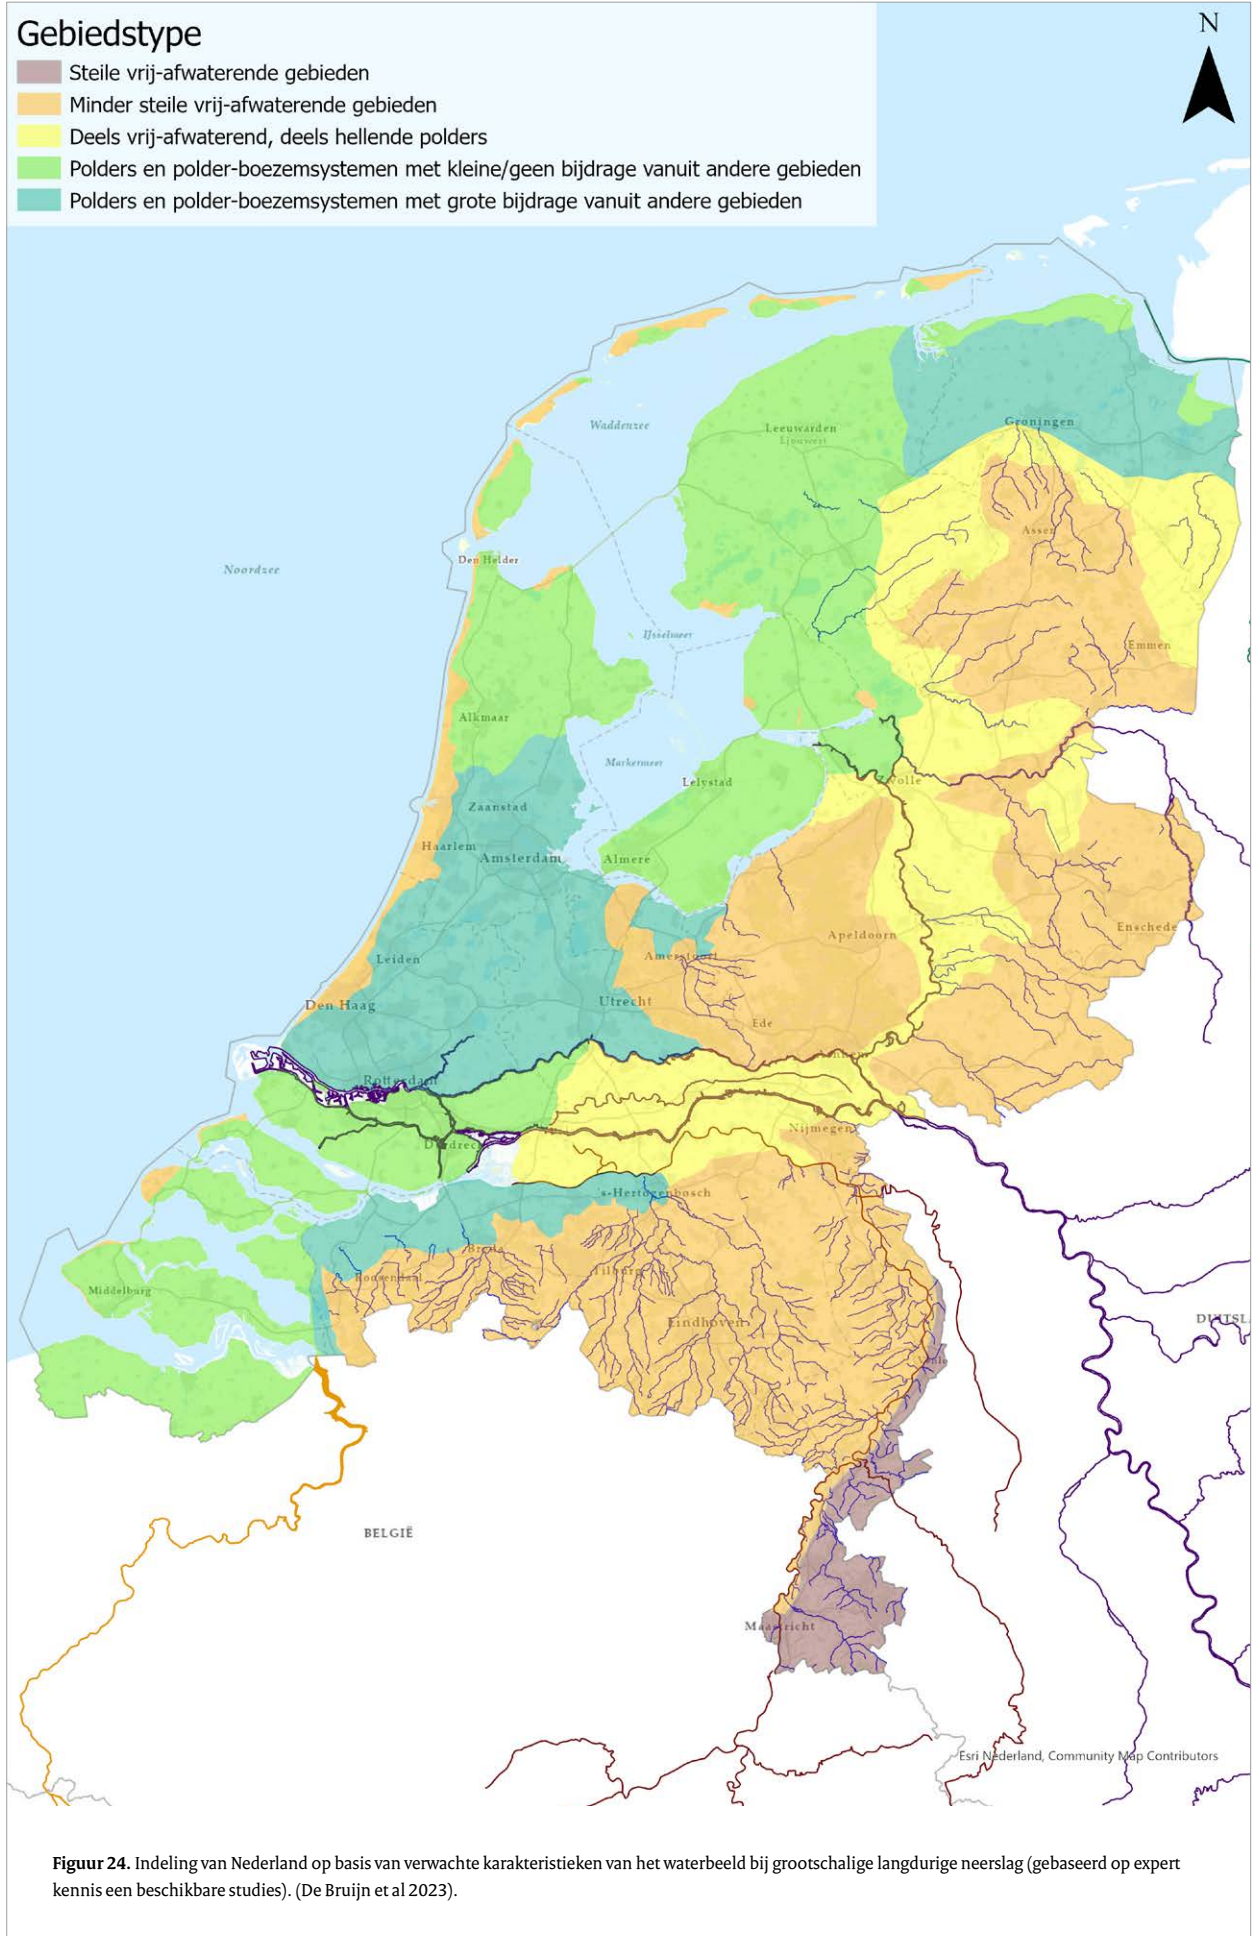 Gebiedstype
Steile vrij-afwaterende gebieden
Minder steile vrij-afwaterende gebieden
Deels vrij-afwaterend, deels hellende polders
Polders en polder-boezemsystemen met kleine/geen bijdrage vanuit andere gebieden
Polders en polder-boezemsystemen met grote bijdrage vanuit andere gebieden
N
Groningen
Waddenzee
Leeuwarden
Ljouwert
Assen
Den Helder
Noordzee
IJsselmeer
Emmen
Alkmaar
Markermeer
Lelystad
Zwolle
Zaanstad
Haarlem
Amsterdam
Almere
Enschede
Apeldoorn
Leiden
Amersfoort
Den Haag
Utrecht
Ede
Arnhem
Rotterdam
Nijmegen
Dordrecht
's-Hertogenbosch
Breda
Roosendaal
Tilburg
Middelburg
Eindhoven
DUITSL
Venlo
BELGIË
Maastricht
Esri Nederland, Community Map Contributors
Figuur 24. Indeling van Nederland op basis van verwachte karakteristieken van het waterbeeld bij grootschalige langdurige neerslag (gebaseerd op expert
kennis een beschikbare studies). (De Bruijn et al 2023).